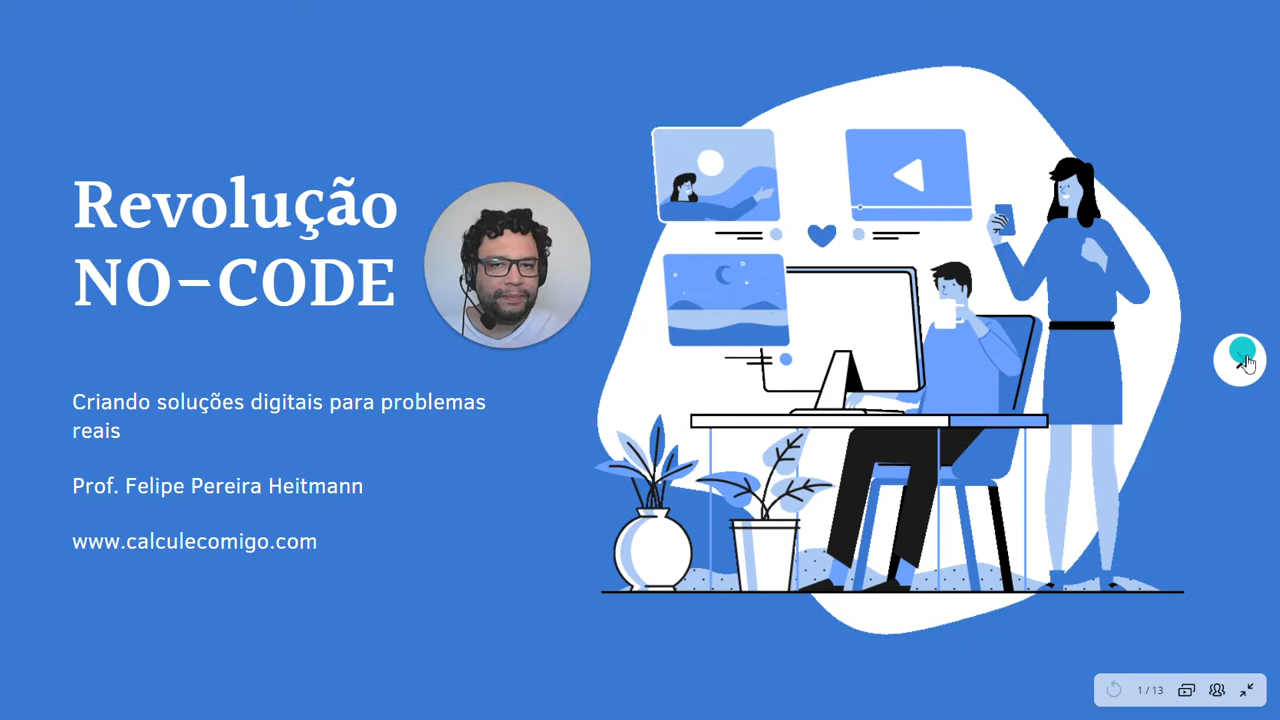 Revolução
NO-CODE
Criando soluções digitais para problemas
reais
Prof. Felipe Pereira Heitmann
www.calculecomigo.com
1 / 13